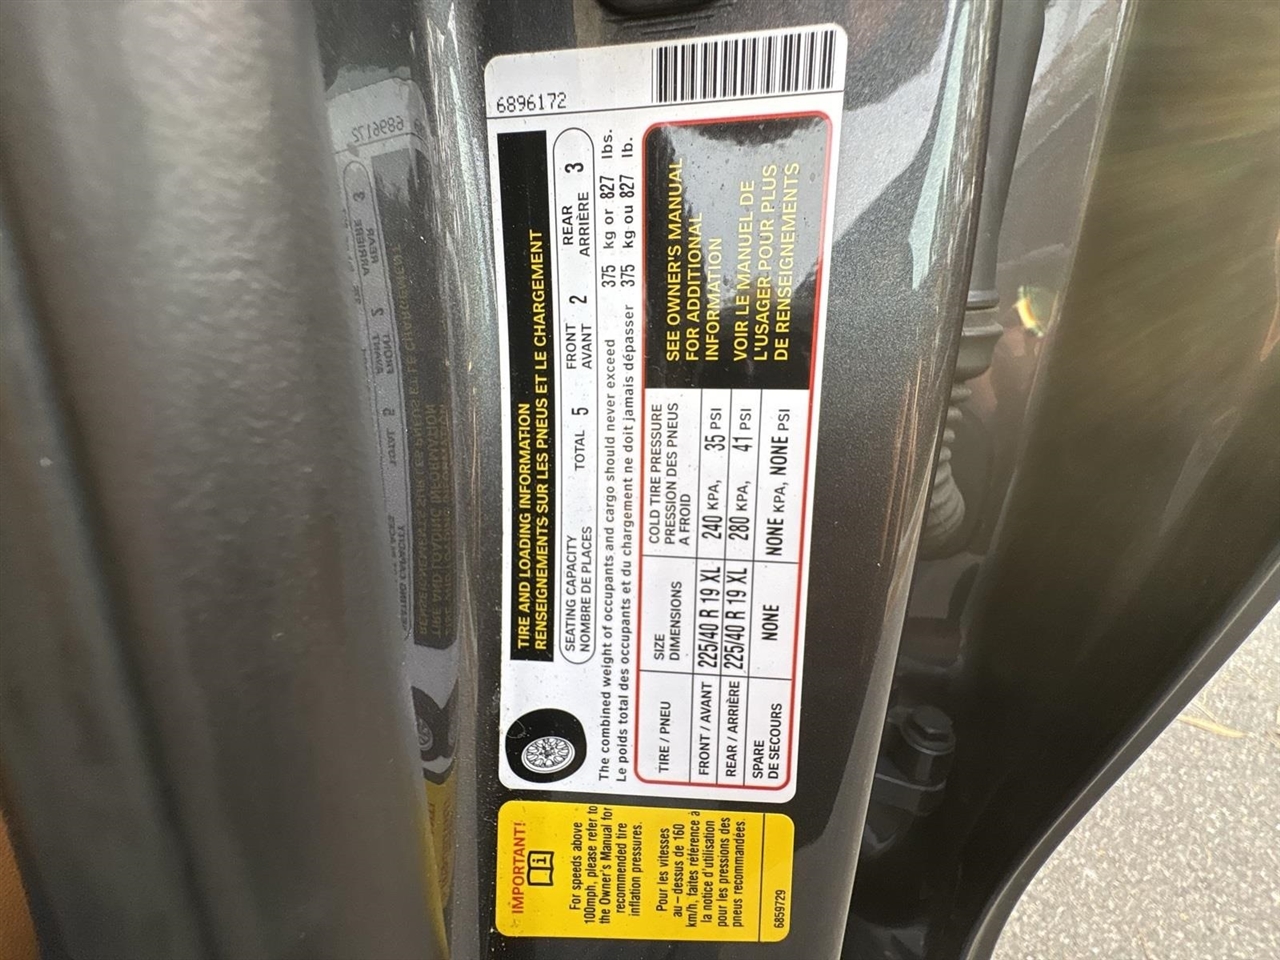 6896172
TIRE AND LOADING INFORMATION
RENSEIGNEMENTS SUR LES PNEUS ET LE CHARGEMENT
SEATING CAPACITY
NOMBRE DE PLACES
TOTAL 5
FRONT
AVANT
2
REAR
ARRIÈRE
3
The combined weight of occupants and cargo should never exceed 375 kg or 827 lbs.
Le poids total des occupants et du chargement ne doit jamais dépasser 375 kg ou 827 lb.
TIRE / PNEU
SIZE
DIMENSIONS
COLD TIRE PRESSURE
PRESSION DES PNEUS
A FROID
FRONT / AVANT 225/40 R 19 XL 240 KPA, 35 PSI
REAR / ARRIÈRE 225/40 R 19 XL 280 KPA, 41 PSI
SPARE
DE SECOURS
NONE NONE KPA, NONE PSI
SEE OWNER'S MANUAL
FOR ADDITIONAL
INFORMATION
VOIR LE MANUEL DE
L'USAGER POUR PLUS
DE RENSEIGNEMENTS
IMPORTANT!
For speeds above
100mph, please refer to
the Owner's Manual for
recommended tire
inflation pressures.
Pour les vitesses
au-dessus de 160
km/h, faites référence à
la notice d'utilisation
pour les pressions des
pneus recommandées.
6859729